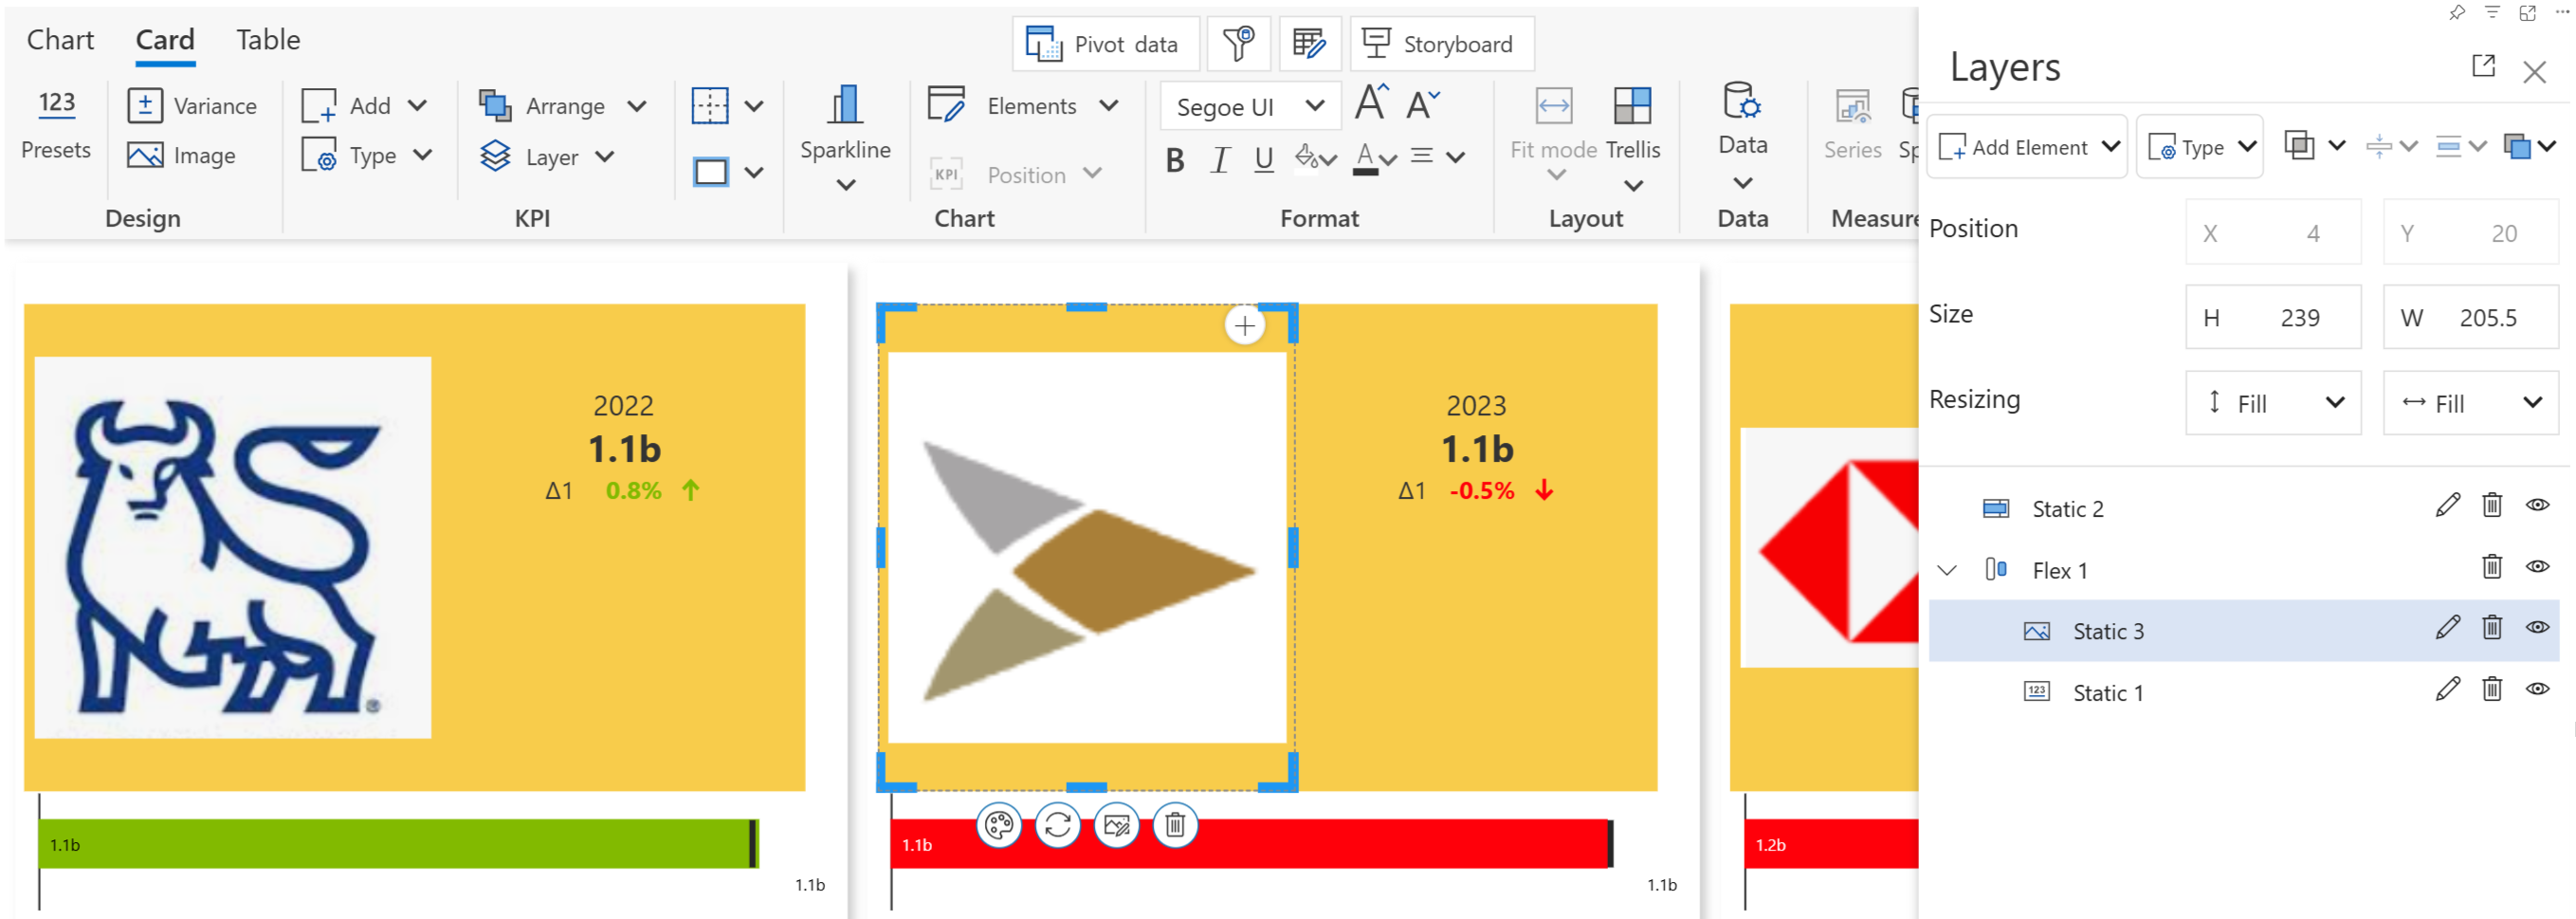 Chart Card Table
Pivot data
Storyboard
123
Presets
Variance
Image
Design
Add
Type
Arrange
Layer
KPI
Sparkline
Elements
KPI Position
Chart
Segoe UI
A A
B I U A
Format
Fit mode
Trellis
Layout
Data
Data
Series
Sp
Measure
Layers
Add Element
Type
Position X 4 Y 20
Size H 239 W 205.5
Resizing Fill Fill
Static 2
Flex 1
Static 3
123 Static 1
2022
1.1b
Δ1 0.8%
®
1.1b
1.1b
2023
1.1b
Δ1 -0.5%
1.1b
1.1b
1.2b